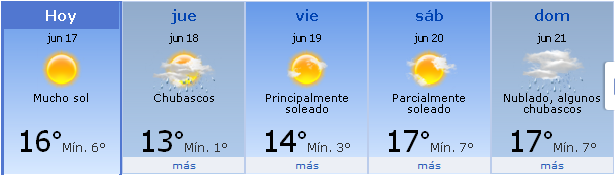 Hoy
jun 17
Mucho sol
16° Mín. 6°
jue
jun 18
Chubascos
13° Mín. 1°
más
vie
jun 19
Principalmente
soleado
14° Mín. 3°
más
sáb
jun 20
Parcialmente
soleado
17° Mín. 7°
más
dom
jun 21
Nublado, algunos
chubascos
17° Mín. 7°
más